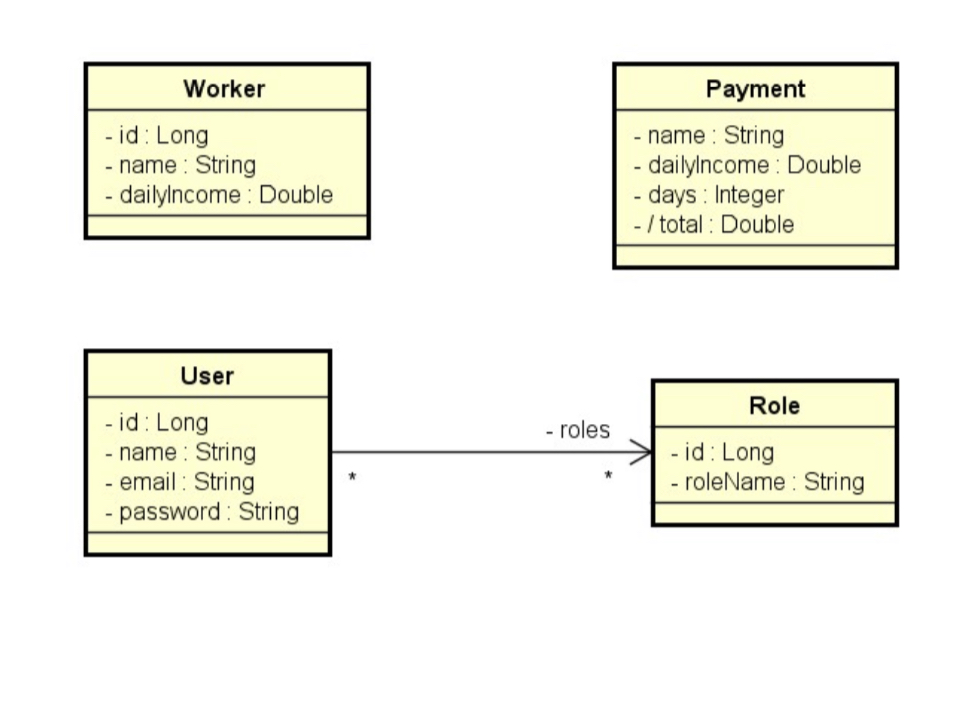 Worker
- id : Long
- name : String
- dailyIncome : Double
Payment
- name : String
- dailyIncome : Double
- days : Integer
- / total : Double
User
- id : Long
- name : String
- email : String
- password : String
- roles
*
*
Role
- id : Long
- roleName : String